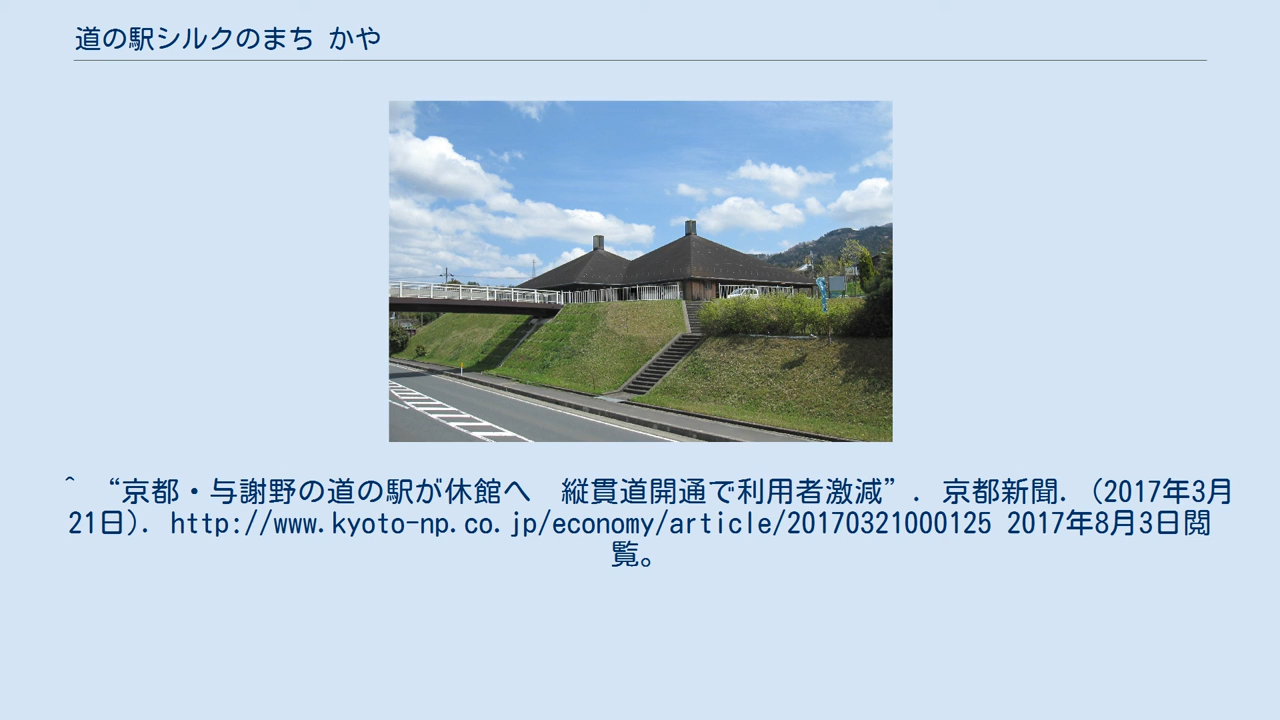 道の駅シルクのまち かや
^ “京都・与謝野の道の駅が休館へ　縦貫道開通で利用者激減”. 京都新聞. (2017年3月
21日). http://www.kyoto-np.co.jp/economy/article/20170321000125 2017年8月3日閲
覧。